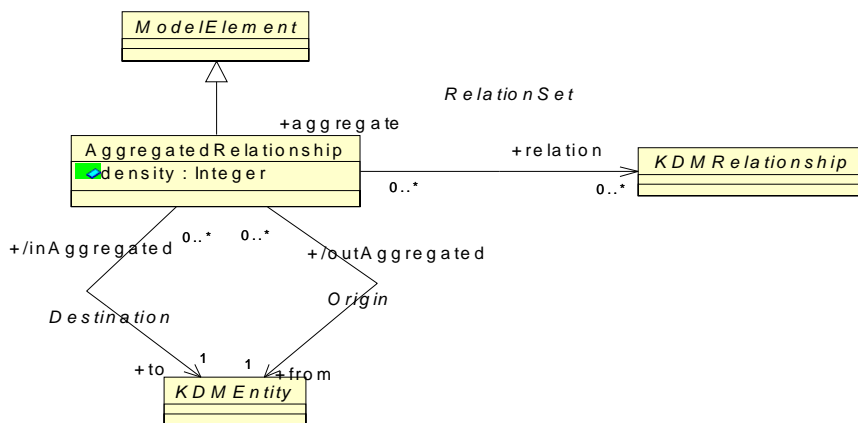 ModelElement
RelationSet
+aggregate
AggregatedRelationship
density : Integer
+relation
KDMRelationship
0..*
0..*
0..*
0..*
+/inAggregated
+/outAggregated
Origin
Destination
1
1
+to
+from
KDMEntity